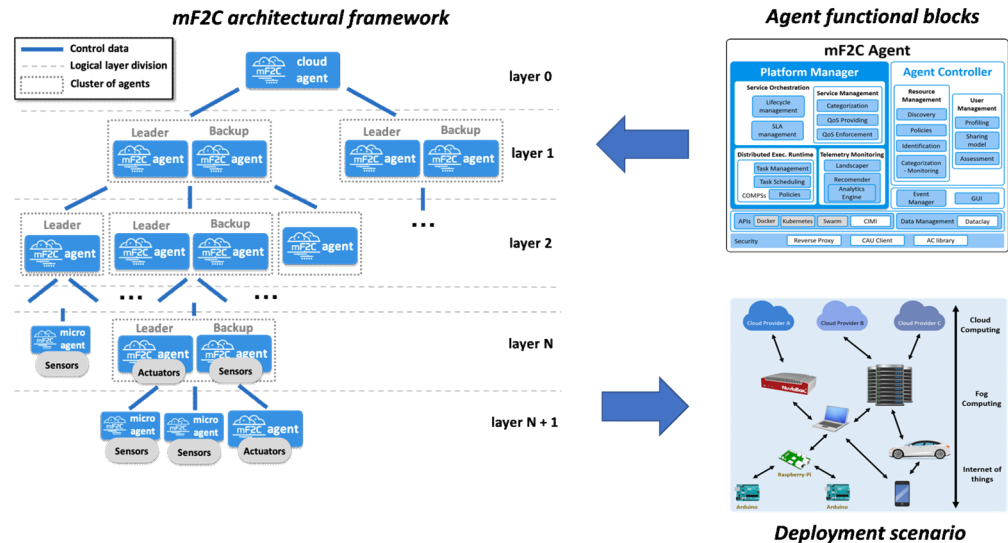 mF2C architectural framework
Control data
Logical layer division
Cluster of agents
mF2C cloud agent
layer 0
Leader Backup
mF2C agent mF2C agent
Leader Backup
mF2C agent mF2C agent
layer 1
...
Leader
mF2C agent
Leader Backup
mF2C agent mF2C agent
mF2C agent
layer 2
... ...
mF2C micro agent
Sensors
Leader Backup
mF2C agent mF2C agent
Actuators Sensors
layer N
mF2C micro agent
Sensors
mF2C micro agent
Sensors
mF2C agent
Actuators
layer N + 1
Agent functional blocks
mF2C Agent
Platform Manager
Service Orchestration
Lifecycle management
SLA management
Service Management
Categorization
QoS Providing
QoS Enforcement
Distributed Exec. Runtime
Task Management
Task Scheduling
COMPSs Policies
Telemetry Monitoring
Landscaper
Recomender
Analytics Engine
Agent Controller
Resource Management
Discovery
Policies
Identification
Categorization - Monitoring
User Management
Profiling
Sharing model
Assessment
Event Manager
GUI
APIs Docker Kubernetes Swarm CIMI
Data Management Dataclay
Security Reverse Proxy CAU Client AC library
Cloud Provider A
Cloud Provider B
Cloud Provider C
Cloud Computing
NuvlaBox
Fog Computing
Raspberry-Pi
Internet of things
Arduino
Arduino
Deployment scenario